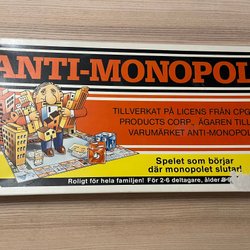 ANTI-MONOPOL
TILLVERKAT PÅ LICENS FRÅN CPG
PRODUCTS CORP., ÄGAREN TILL
VARUMÄRKET ANTI-MONOPOL
Spelet som börjar
där monopolet slutar!
Roligt för hela familjen! För 2-6 deltagare, ålder